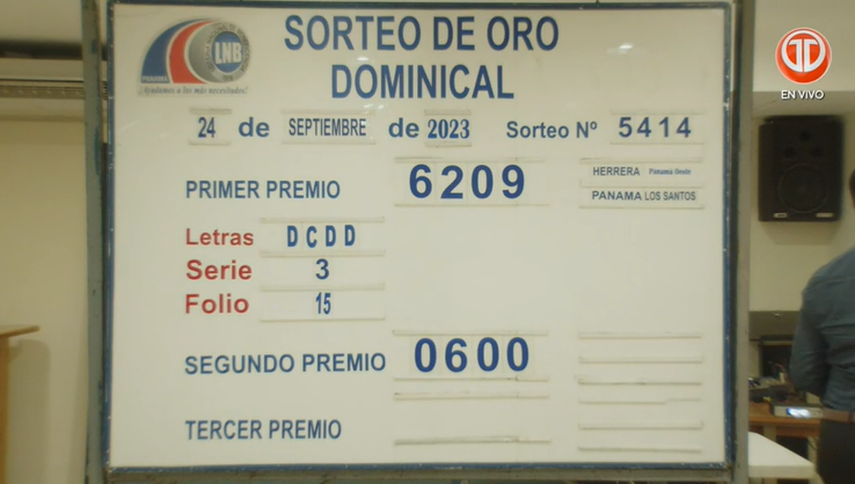 SORTEO DE ORO
DOMINICAL
LNB
PANAMÁ
¡Ayudamos a los más necesitados!
EN VIVO
24 de SEPTIEMBRE de 2023 Sorteo Nº 5414
PRIMER PREMIO 6209
HERRERA Panamá Oeste
PANAMA LOS SANTOS
Letras DCDD
Serie 3
Folio 15
SEGUNDO PREMIO 0600
TERCER PREMIO